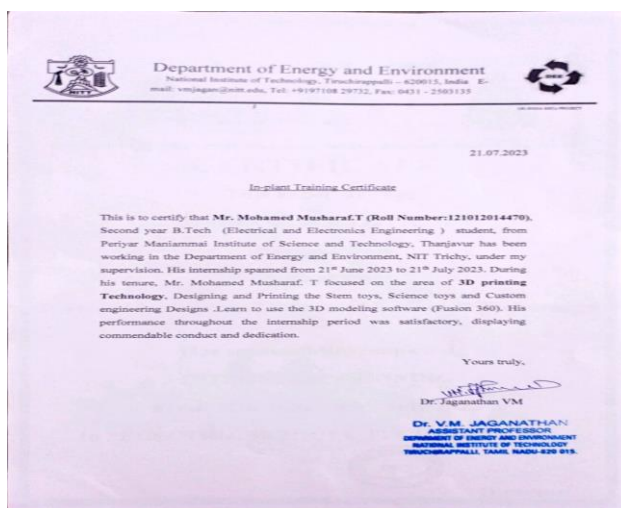 Department of Energy and Environment
National Institute of Technology, Tiruchirappalli – 620015, India E-
mail: vmjagan@nitt.edu, Tel: +9197108 29732, Fax: 0431 - 2503135
NITT
DEE
21.07.2023
In-plant Training Certificate
This is to certify that Mr. Mohamed Musharaf.T (Roll Number:121012014470),
Second year B.Tech (Electrical and Electronics Engineering ) student, from
Periyar Maniammai Institute of Science and Technology, Thanjavur has been
working in the Department of Energy and Environment, NIT Trichy, under my
supervision. His internship spanned from 21st June 2023 to 21th July 2023. During
his tenure, Mr. Mohamed Musharaf. T focused on the area of 3D printing
Technology, Designing and Printing the Stem toys, Science toys and Custom
engineering Designs .Learn to use the 3D modeling software (Fusion 360). His
performance throughout the internship period was satisfactory, displaying
commendable conduct and dedication.
Yours truly,
Dr. Jaganathan VM
Dr. V.M. JAGANATHAN
ASSISTANT PROFESSOR
DEPARTMENT OF ENERGY AND ENVIRONMENT
NATIONAL INSTITUTE OF TECHNOLOGY
TIRUCHIRAPPALLI, TAMIL NADU-620 015.